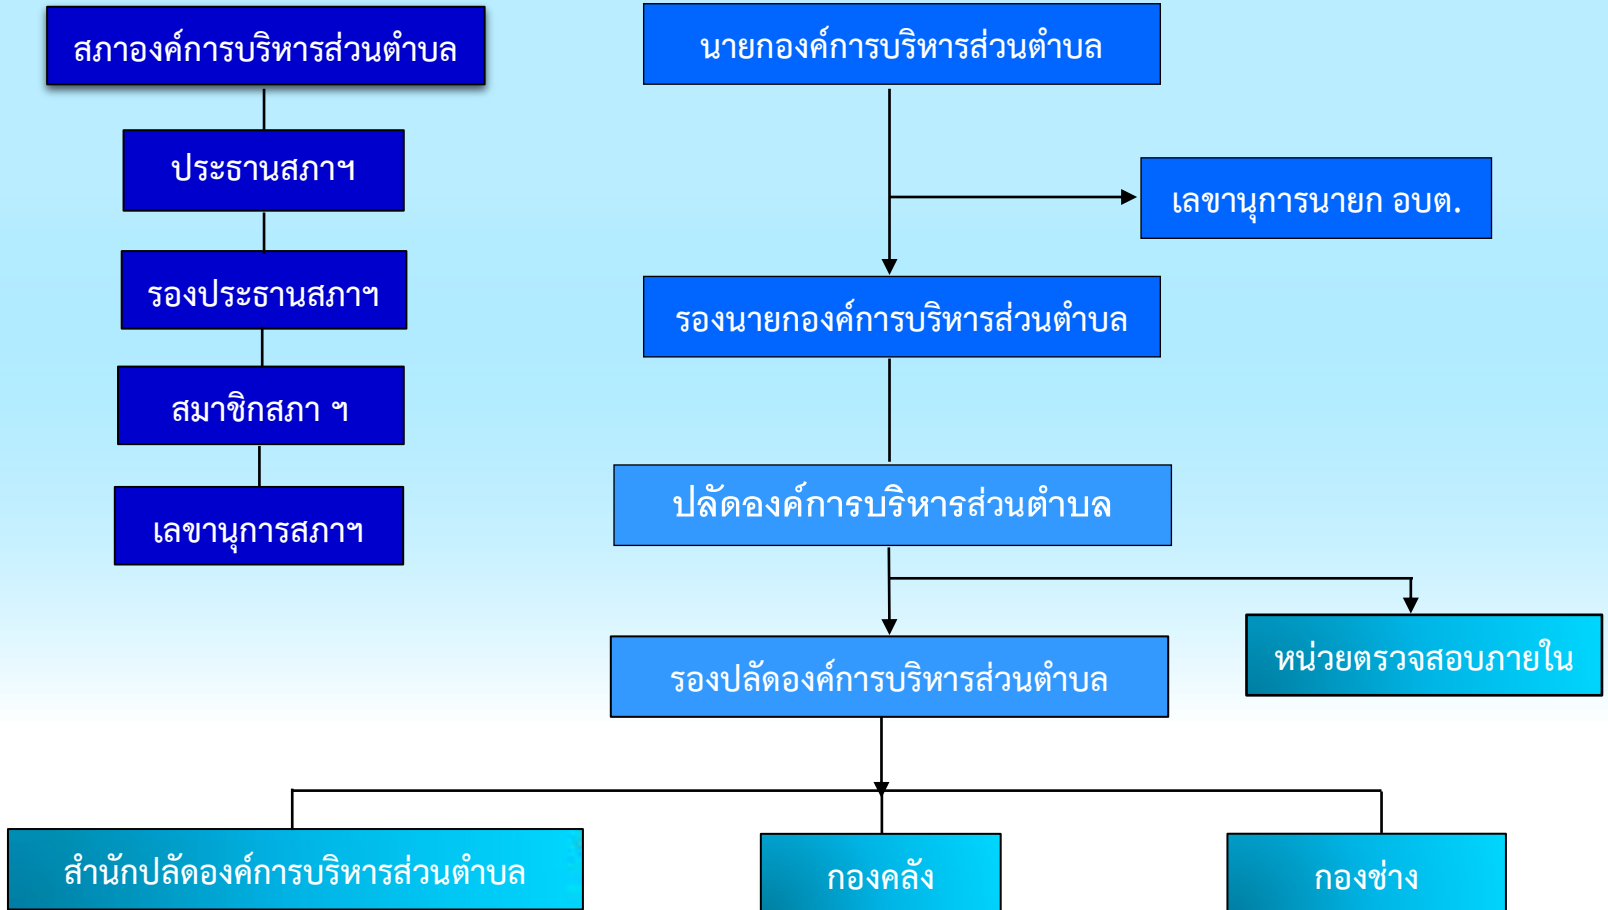 สภาองค์การบริหารส่วนตำบล
ประธานสภาฯ
รองประธานสภาฯ
สมาชิกสภา ฯ
เลขานุการสภาฯ
นายกองค์การบริหารส่วนตำบล
เลขานุการนายก อบต.
รองนายกองค์การบริหารส่วนตำบล
ปลัดองค์การบริหารส่วนตำบล
หน่วยตรวจสอบภายใน
รองปลัดองค์การบริหารส่วนตำบล
สำนักปลัดองค์การบริหารส่วนตำบล
กองคลัง
กองช่าง